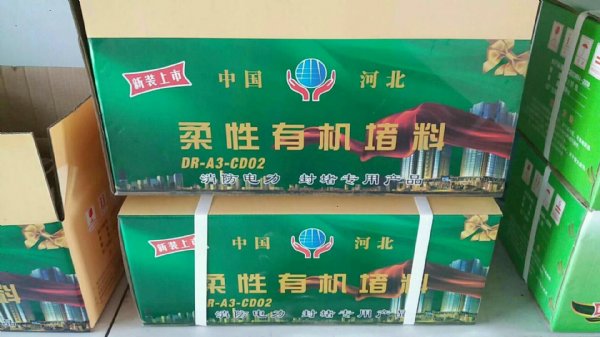 新装上市
中国 河北
柔性有机堵料
DR-A3-CD02
消防电力 封堵专用产品
新装上市
中国 河北
柔性有机堵料
R-A3-CD02
料